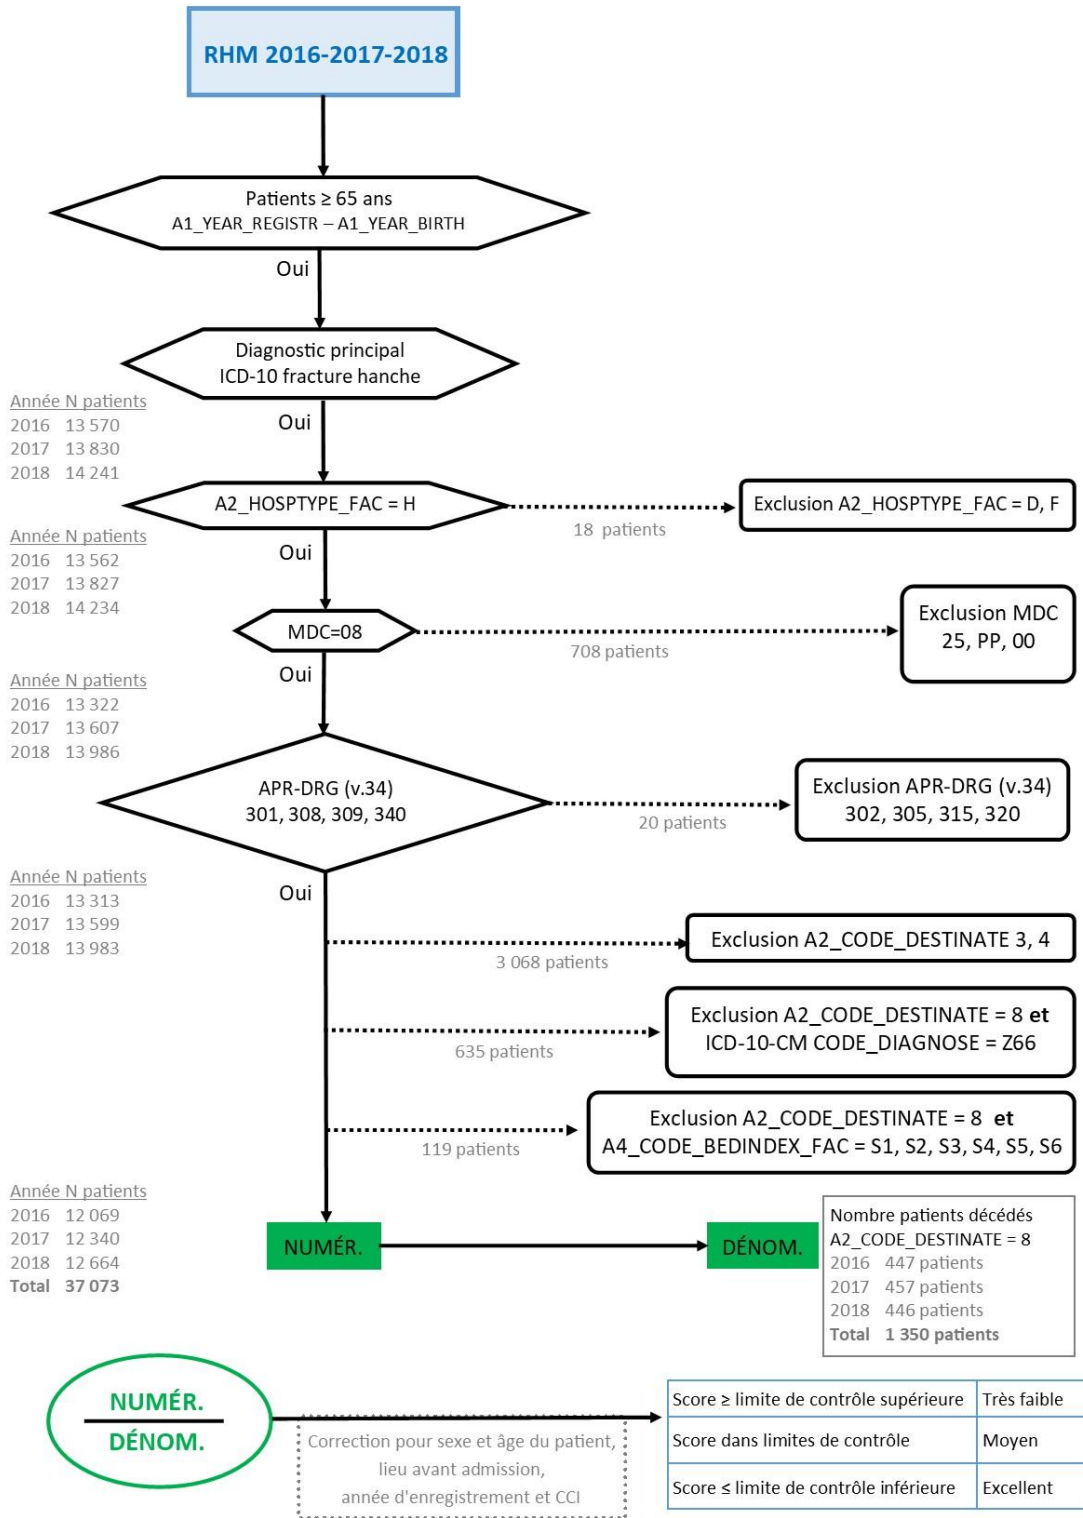 RHM 2016-2017-2018
Patients ≥ 65 ans
A1_YEAR_REGISTR – A1_YEAR_BIRTH
Oui
Diagnostic principal
ICD-10 fracture hanche
Année N patients
2016 13 570
2017 13 830
2018 14 241
Oui
A2_HOSPTYPE_FAC = H
18 patients
Exclusion A2_HOSPTYPE_FAC = D, F
Année N patients
2016 13 562
2017 13 827
2018 14 234
Oui
MDC=08
708 patients
Exclusion MDC
25, PP, 00
Année N patients
2016 13 322
2017 13 607
2018 13 986
Oui
APR-DRG (v.34)
301, 308, 309, 340
20 patients
Exclusion APR-DRG (v.34)
302, 305, 315, 320
Année N patients
2016 13 313
2017 13 599
2018 13 983
Oui
3 068 patients
Exclusion A2_CODE_DESTINATE 3, 4
635 patients
Exclusion A2_CODE_DESTINATE = 8 et
ICD-10-CM CODE_DIAGNOSE = Z66
119 patients
Exclusion A2_CODE_DESTINATE = 8 et
A4_CODE_BEDINDEX_FAC = S1, S2, S3, S4, S5, S6
Année N patients
2016 12 069
2017 12 340
2018 12 664
Total 37 073
NUMÉR.
DÉNOM.
Nombre patients décédés
A2_CODE_DESTINATE = 8
2016 447 patients
2017 457 patients
2018 446 patients
Total 1 350 patients
NUMÉR.
DÉNOM.
Correction pour sexe et âge du patient,
lieu avant admission,
année d'enregistrement et CCI
Score ≥ limite de contrôle supérieure Très faible
Score dans limites de contrôle Moyen
Score ≤ limite de contrôle inférieure Excellent